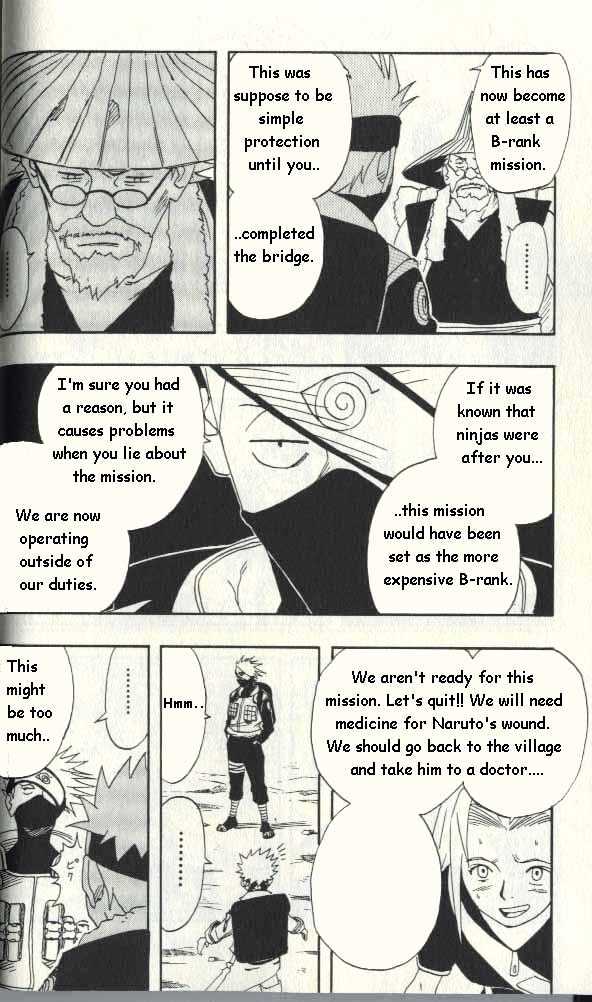 This has
now become
at least a
B-rank
mission.
This was
suppose to be
simple
protection
until you..
..completed
the bridge.
.........
.........
If it was
known that
ninjas were
after you...
..this mission
would have been
set as the more
expensive B-rank.
I'm sure you had
a reason, but it
causes problems
when you lie about
the mission.
We are now
operating
outside of
our duties.
We aren't ready for this
mission. Let's quit!! We will need
medicine for Naruto's wound.
We should go back to the village
and take him to a doctor....
Hmm..
.........
.........
This
might
be too
much..
ピク